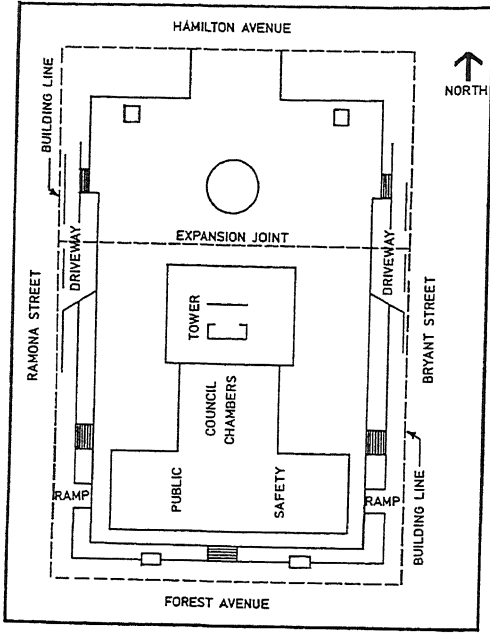 HAMILTON AVENUE
NORTH
BUILDING LINE
EXPANSION JOINT
DRIVEWAY
DRIVEWAY
RAMONA STREET
TOWER
BRYANT STREET
COUNCIL
CHAMBERS
PUBLIC
SAFETY
RAMP
RAMP
BUILDING LINE
FOREST AVENUE